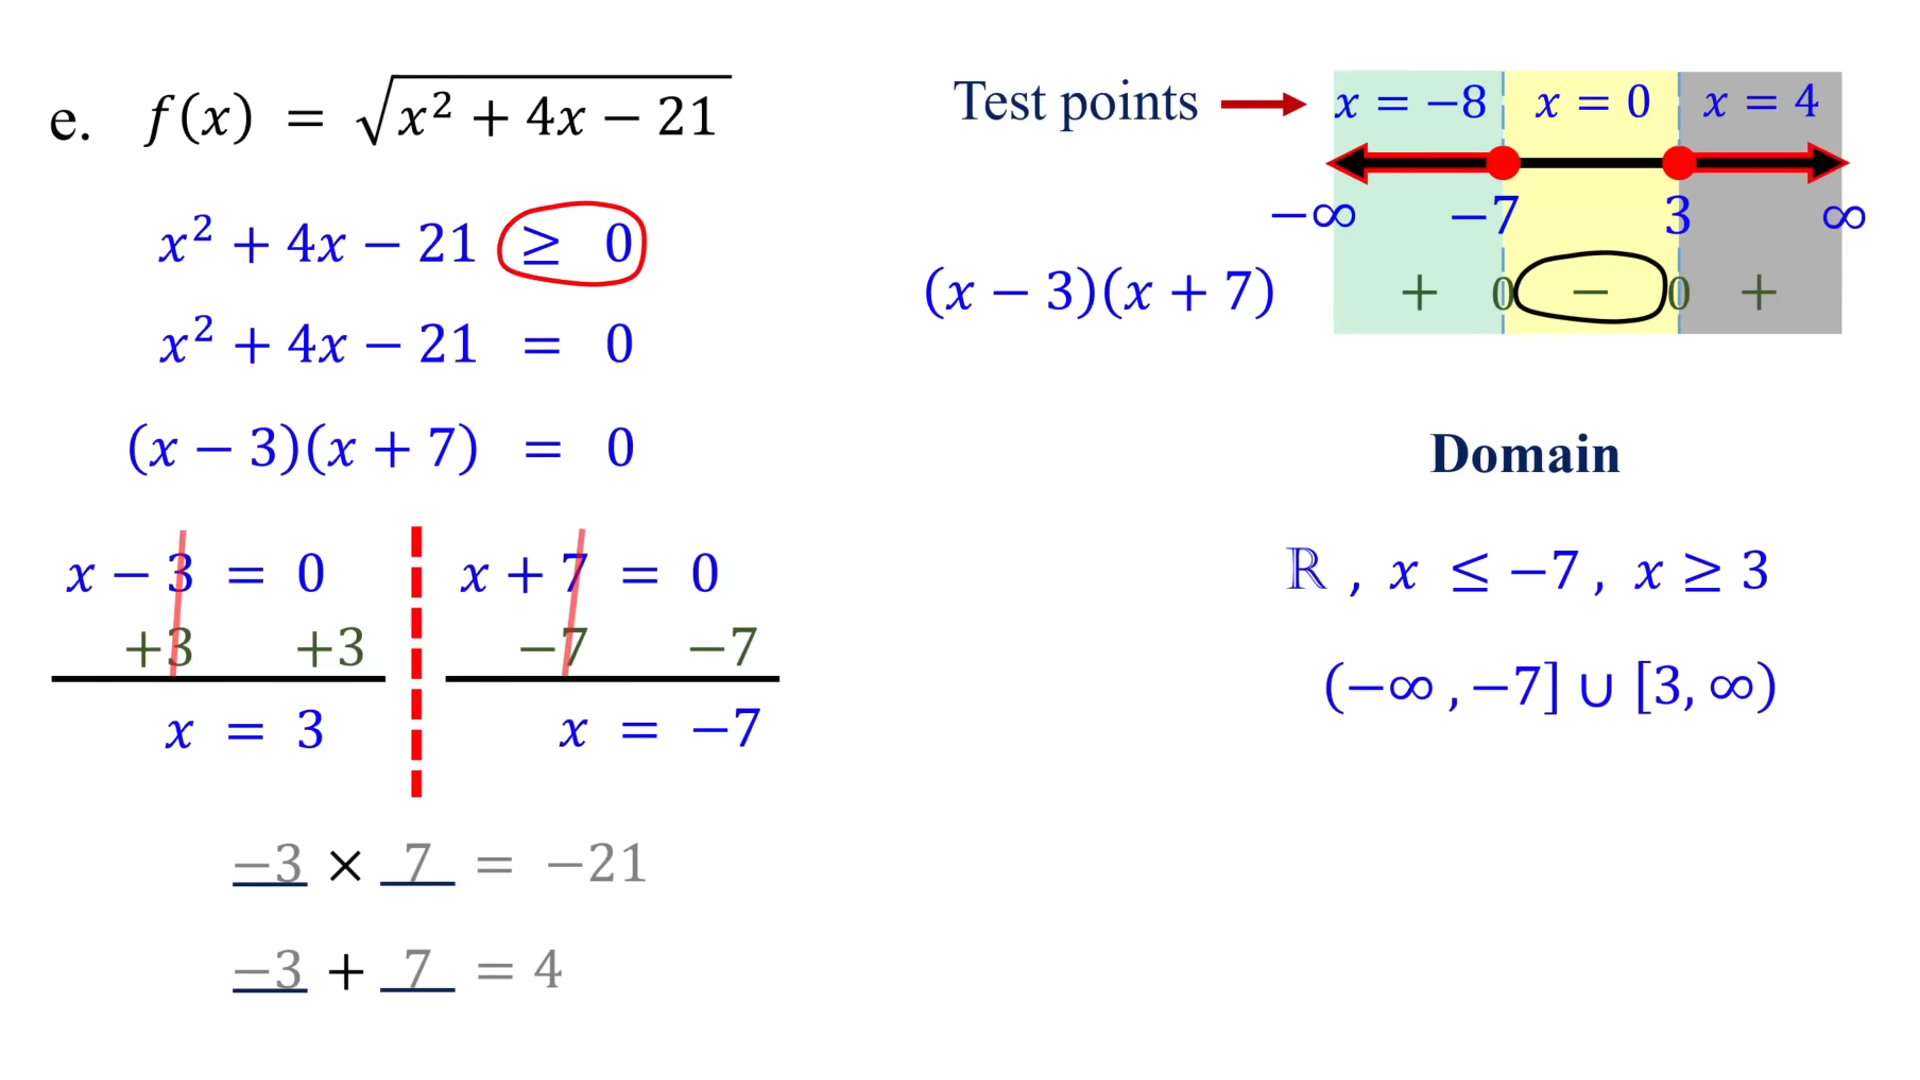 e. f(x) = √(x² + 4x − 21)
x² + 4x − 21 ≥ 0
x² + 4x − 21 = 0
(x − 3)(x + 7) = 0
x − 3 = 0
+3 +3
x = 3
x + 7 = 0
−7 −7
x = −7
−3 × 7 = −21
−3 + 7 = 4
Test points x = −8 x = 0 x = 4
−∞ −7 3 ∞
(x − 3)(x + 7) + 0 − 0 +
Domain
ℝ , x ≤ −7 , x ≥ 3
(−∞ , −7] ∪ [3, ∞)